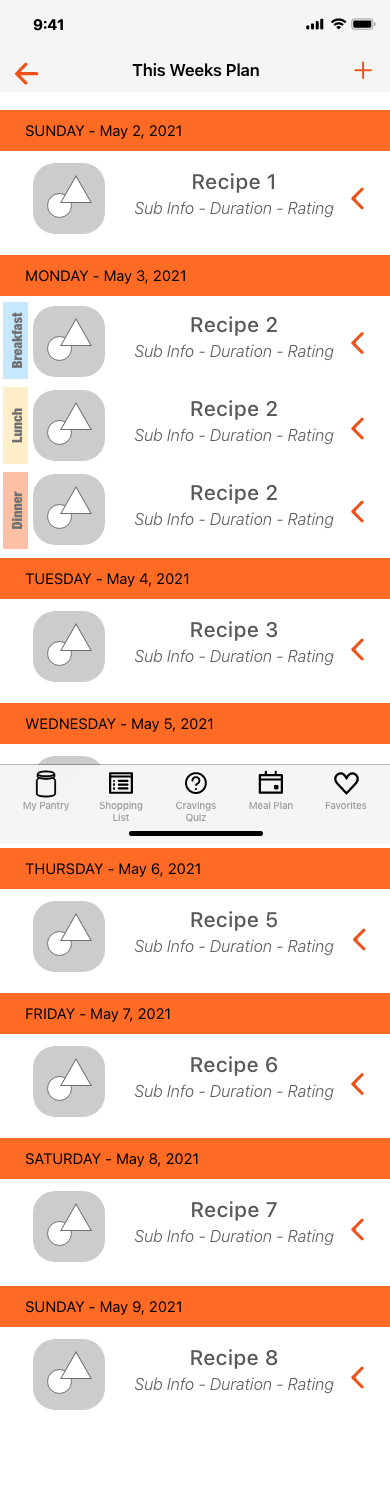 9:41
This Weeks Plan
SUNDAY - May 2, 2021
Recipe 1
Sub Info - Duration - Rating
MONDAY - May 3, 2021
Breakfast
Recipe 2
Sub Info - Duration - Rating
Lunch
Recipe 2
Sub Info - Duration - Rating
Dinner
Recipe 2
Sub Info - Duration - Rating
TUESDAY - May 4, 2021
Recipe 3
Sub Info - Duration - Rating
WEDNESDAY - May 5, 2021
My Pantry
Shopping
List
Cravings
Quiz
Meal Plan
Favorites
THURSDAY - May 6, 2021
Recipe 5
Sub Info - Duration - Rating
FRIDAY - May 7, 2021
Recipe 6
Sub Info - Duration - Rating
SATURDAY - May 8, 2021
Recipe 7
Sub Info - Duration - Rating
SUNDAY - May 9, 2021
Recipe 8
Sub Info - Duration - Rating